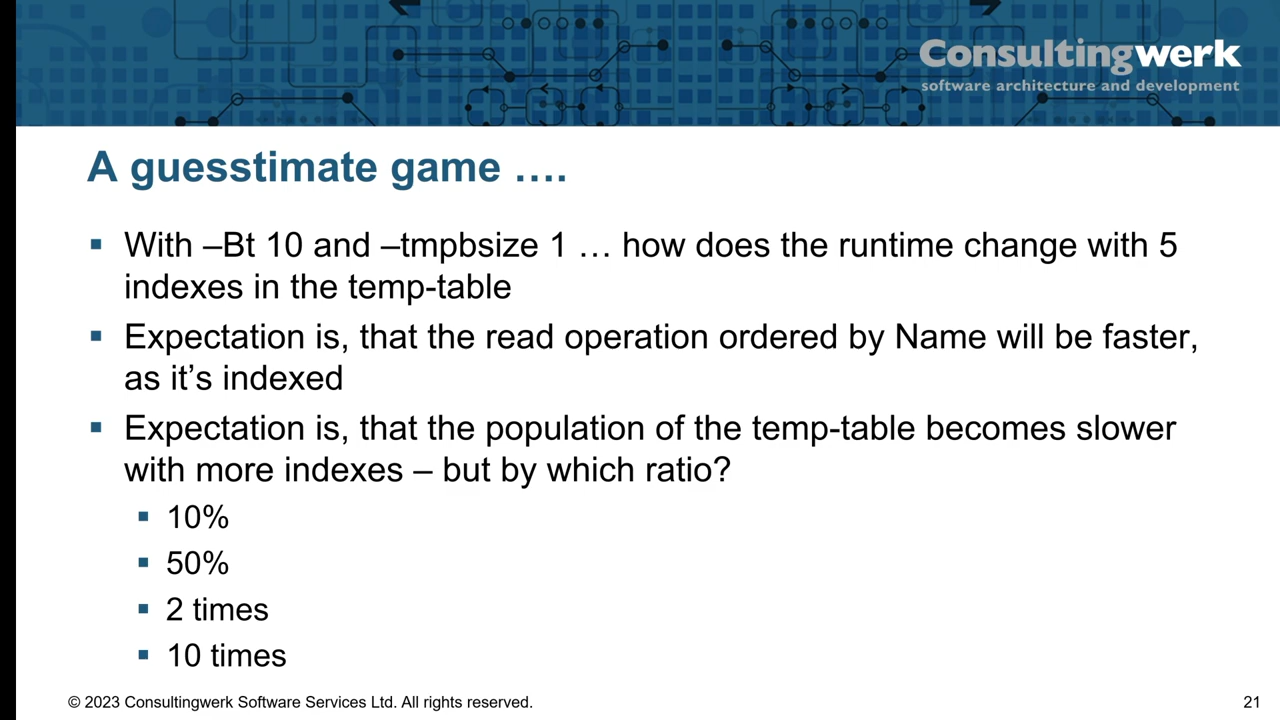 Consultingwerk
software architecture and development
A guesstimate game ….
With –Bt 10 and –tmpbsize 1 … how does the runtime change with 5
indexes in the temp-table
Expectation is, that the read operation ordered by Name will be faster,
as it’s indexed
Expectation is, that the population of the temp-table becomes slower
with more indexes – but by which ratio?
10%
50%
2 times
10 times
© 2023 Consultingwerk Software Services Ltd. All rights reserved.
21